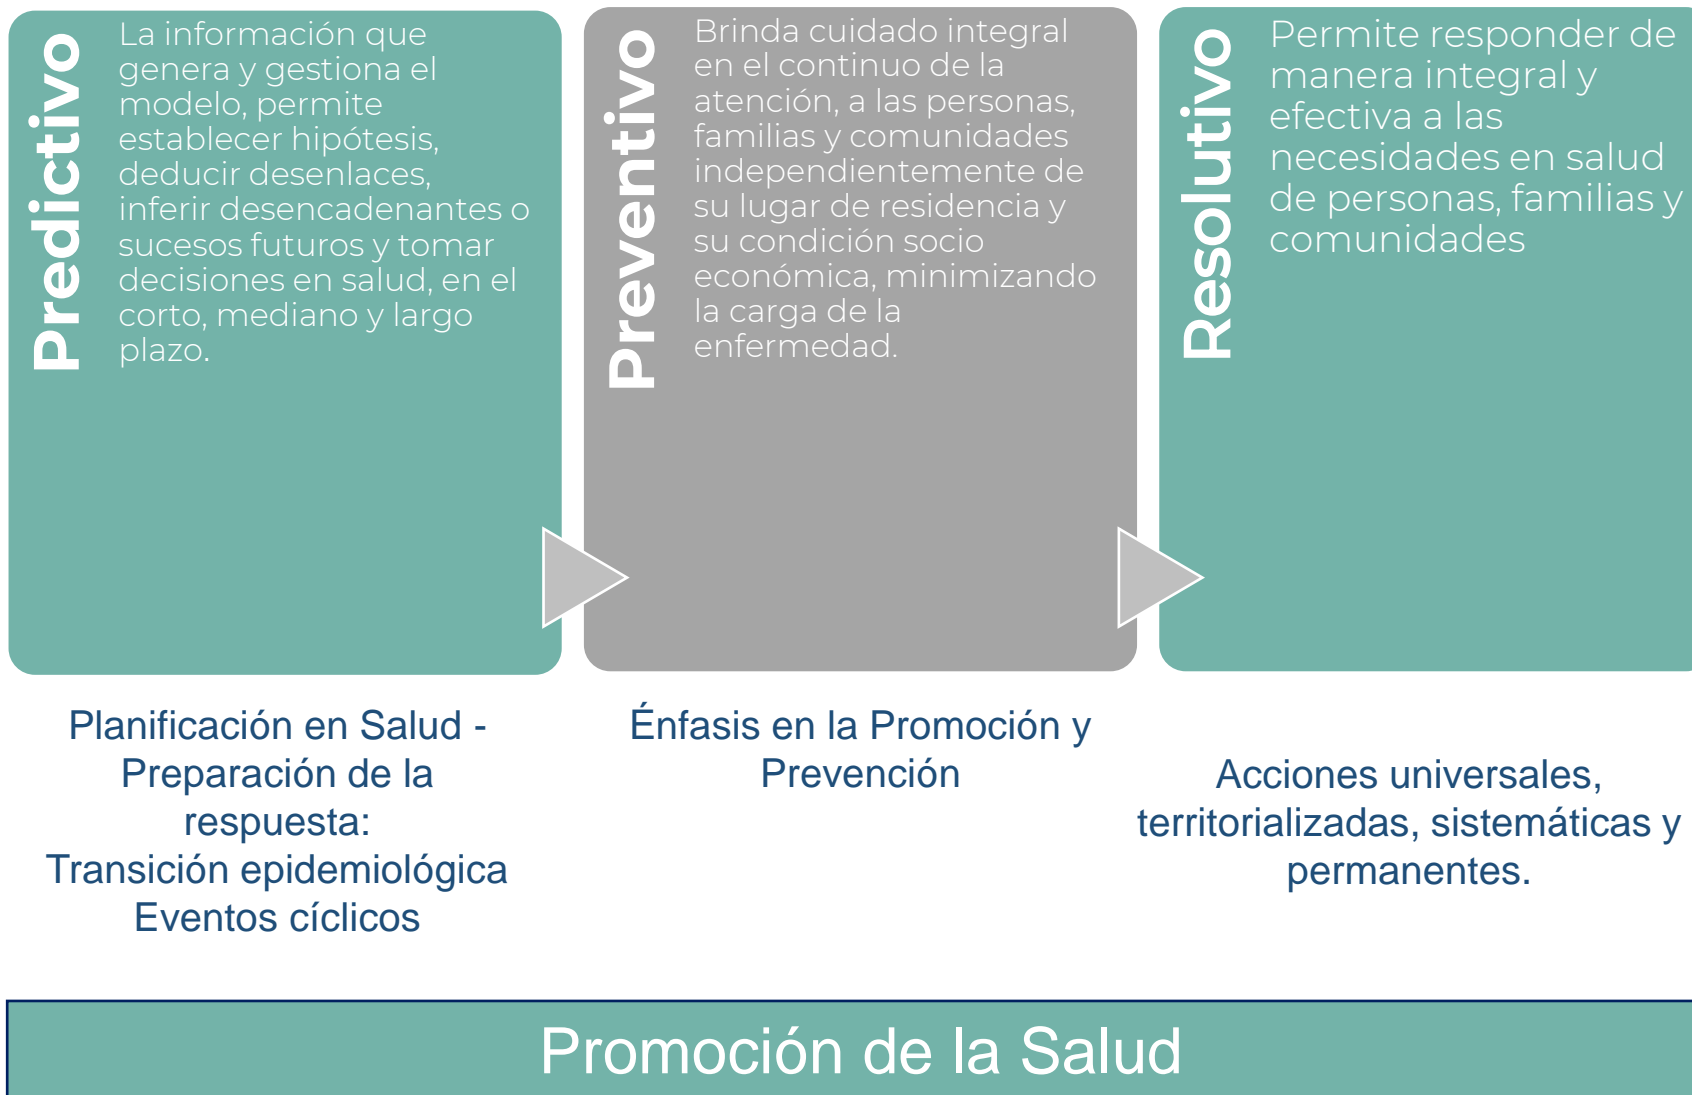 Predictivo
La información que
genera y gestiona el
modelo, permite
establecer hipótesis,
deducir desenlaces,
inferir desencadenantes o
sucesos futuros y tomar
decisiones en salud, en el
corto, mediano y largo
plazo.
Preventivo
Brinda cuidado integral
en el continuo de la
atención, a las personas,
familias y comunidades
independientemente de
su lugar de residencia y
su condición socio
económica, minimizando
la carga de la
enfermedad.
Resolutivo
Permite responder de
manera integral y
efectiva a las
necesidades en salud
de personas, familias y
comunidades
Planificación en Salud -
Preparación de la
respuesta:
Transición epidemiológica
Eventos cíclicos
Énfasis en la Promoción y
Prevención
Acciones universales,
territorializadas, sistemáticas y
permanentes.
Promoción de la Salud